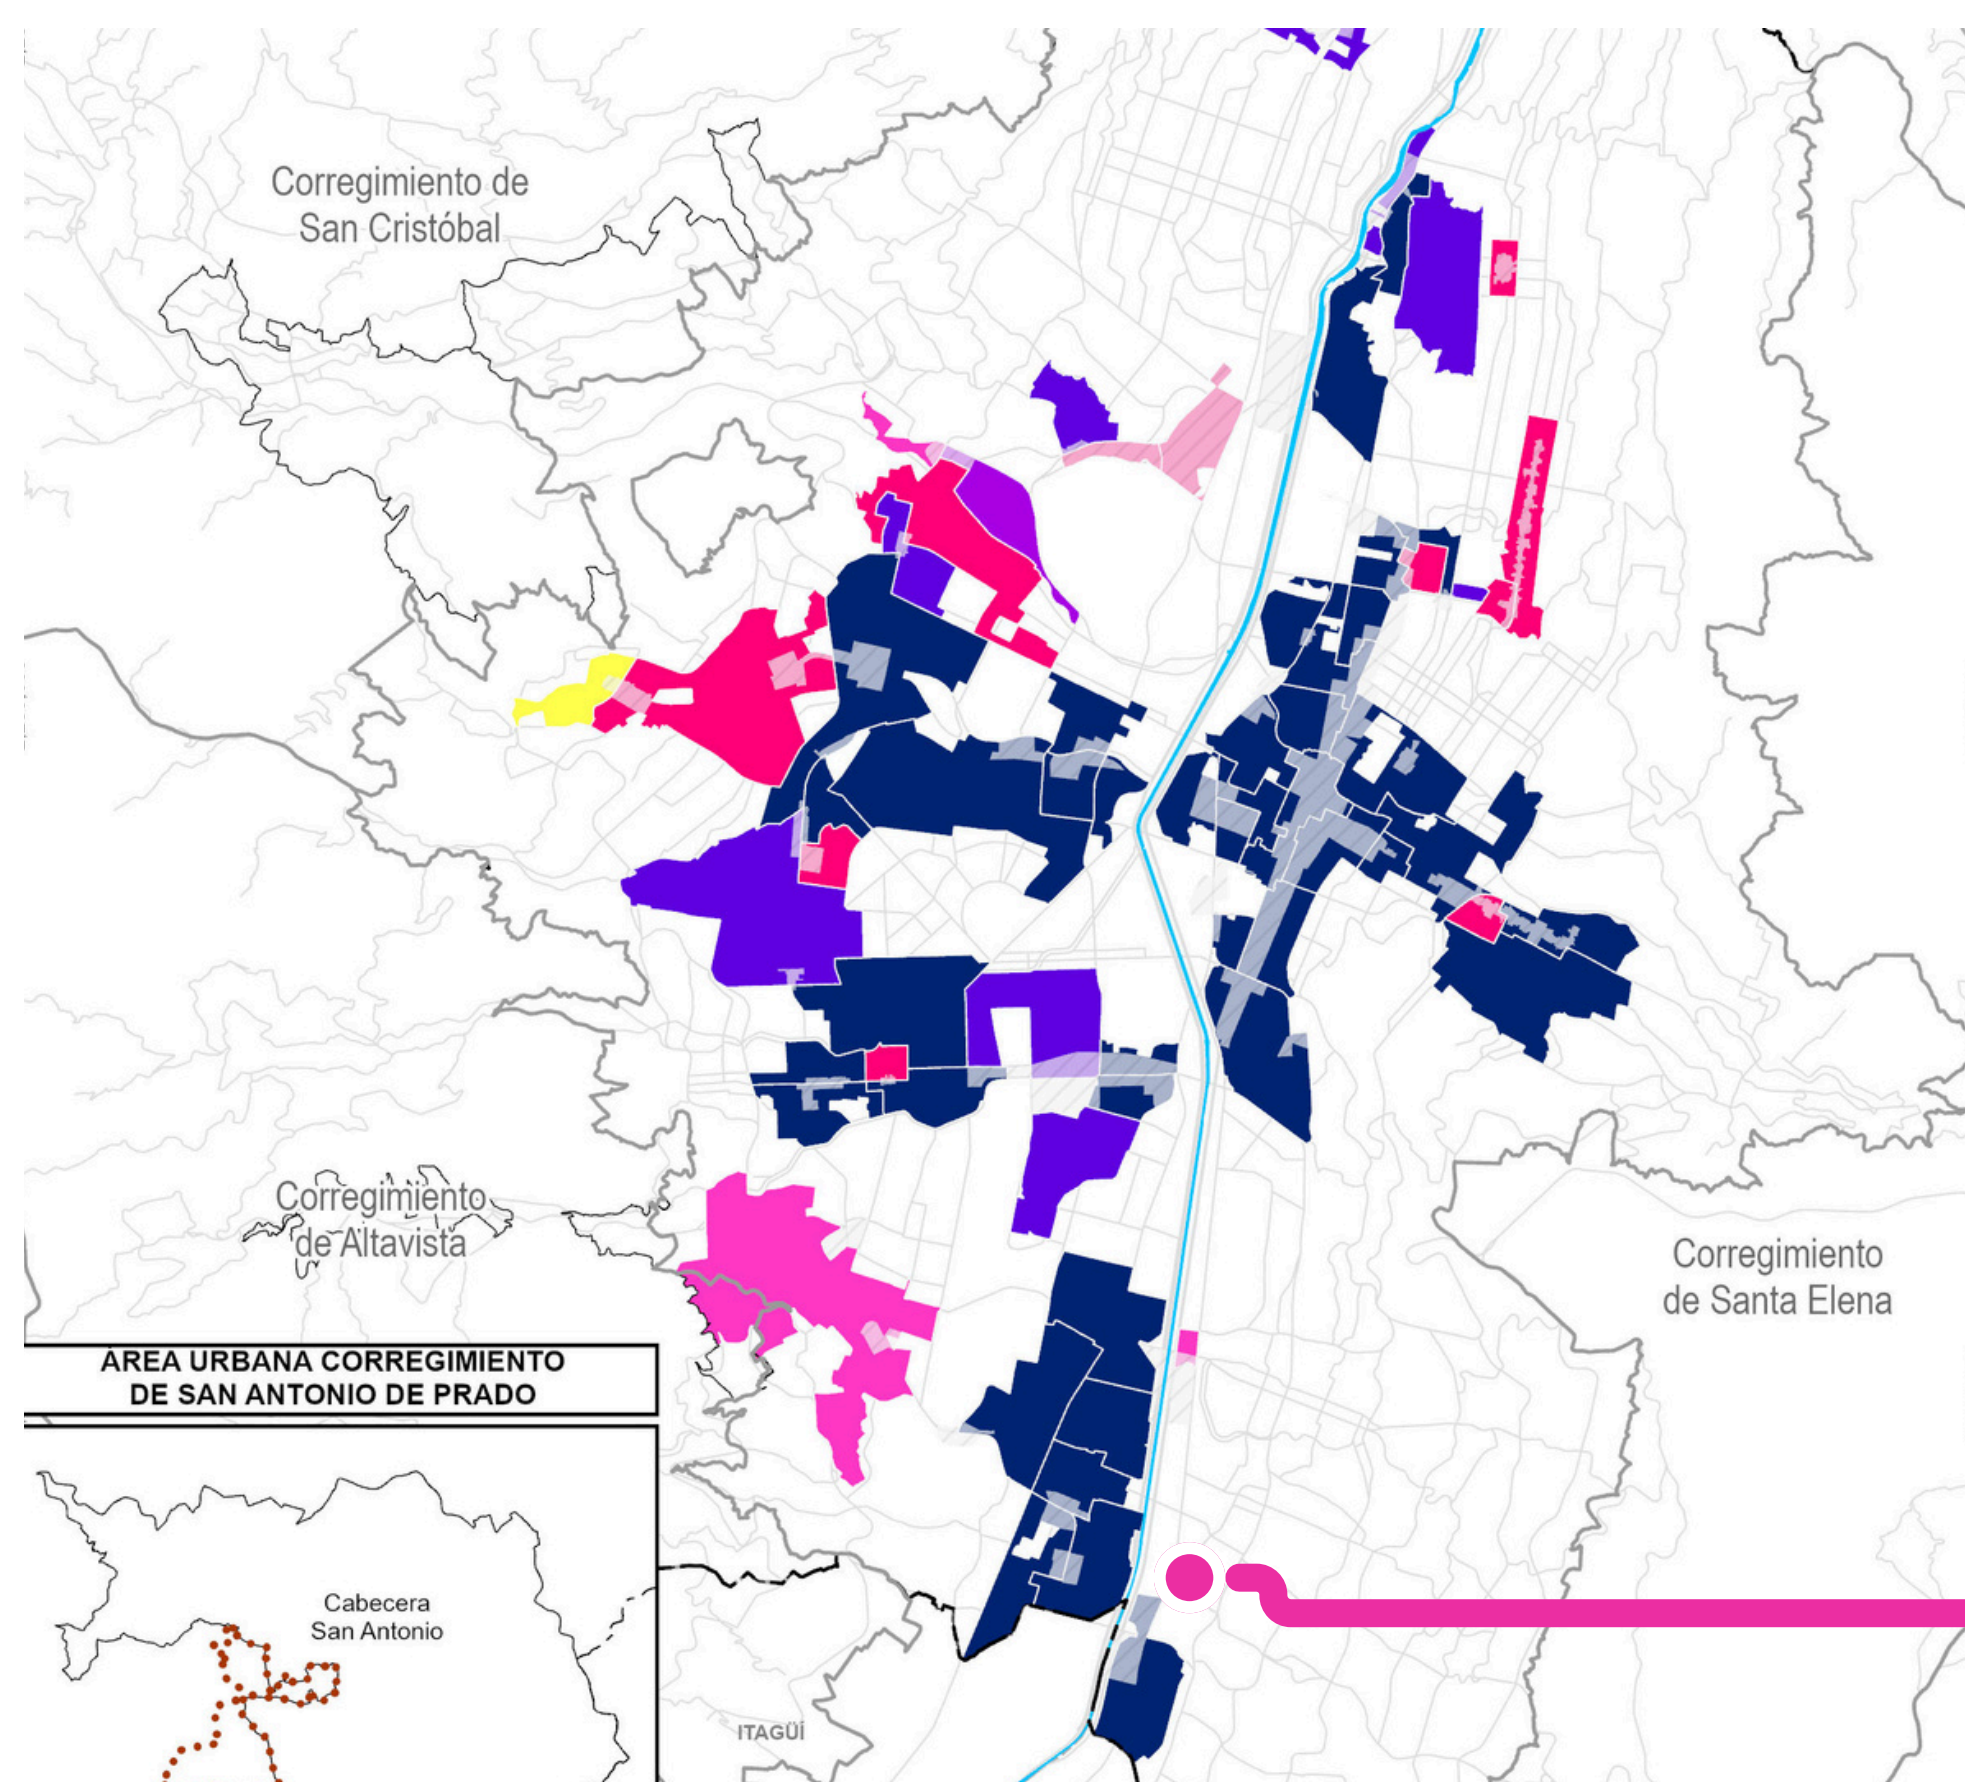 Corregimiento de
San Cristóbal
Corregimiento
de Altavista
Corregimiento
de Santa Elena
ÁREA URBANA CORREGIMIENTO
DE SAN ANTONIO DE PRADO
Cabecera
San Antonio
ITAGÜÍ